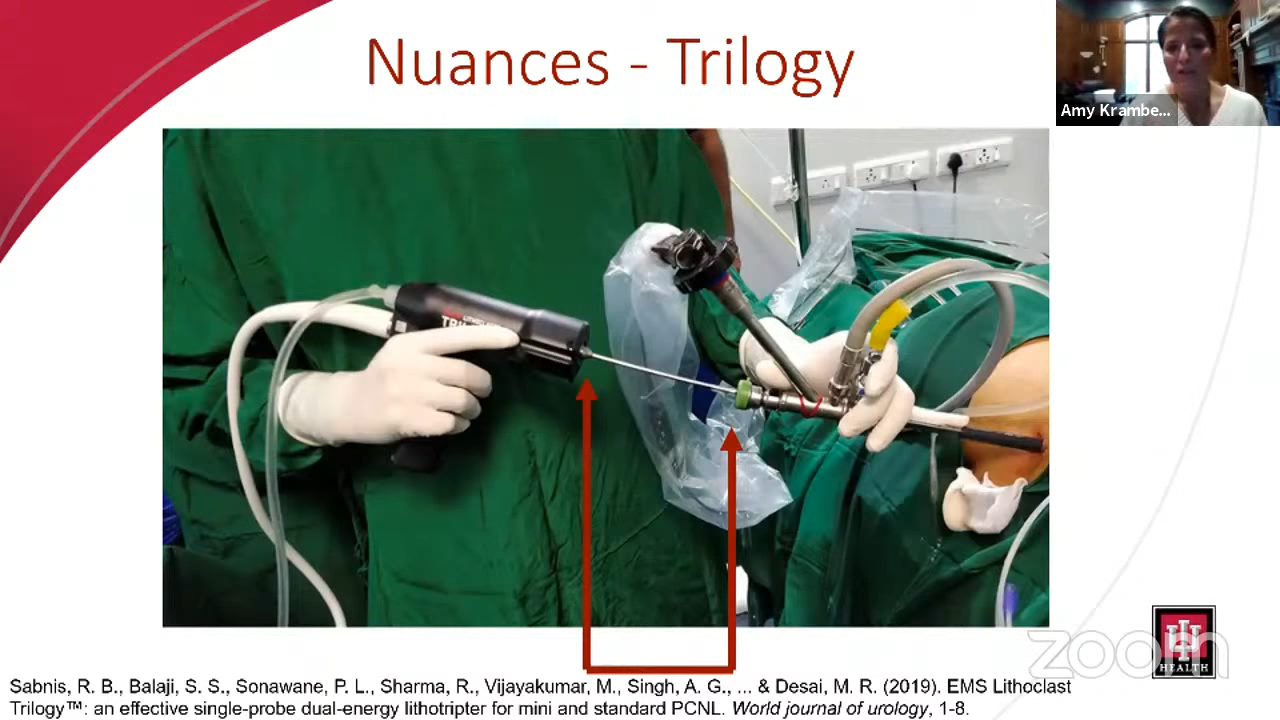 Nuances - Trilogy
Amy Krambe...
zoom
HEALTH
Sabnis, R. B., Balaji, S. S., Sonawane, P. L., Sharma, R., Vijayakumar, M., Singh, A. G., ... & Desai, M. R. (2019). EMS Lithoclast
Trilogy™: an effective single-probe dual-energy lithotripter for mini and standard PCNL. World journal of urology, 1-8.